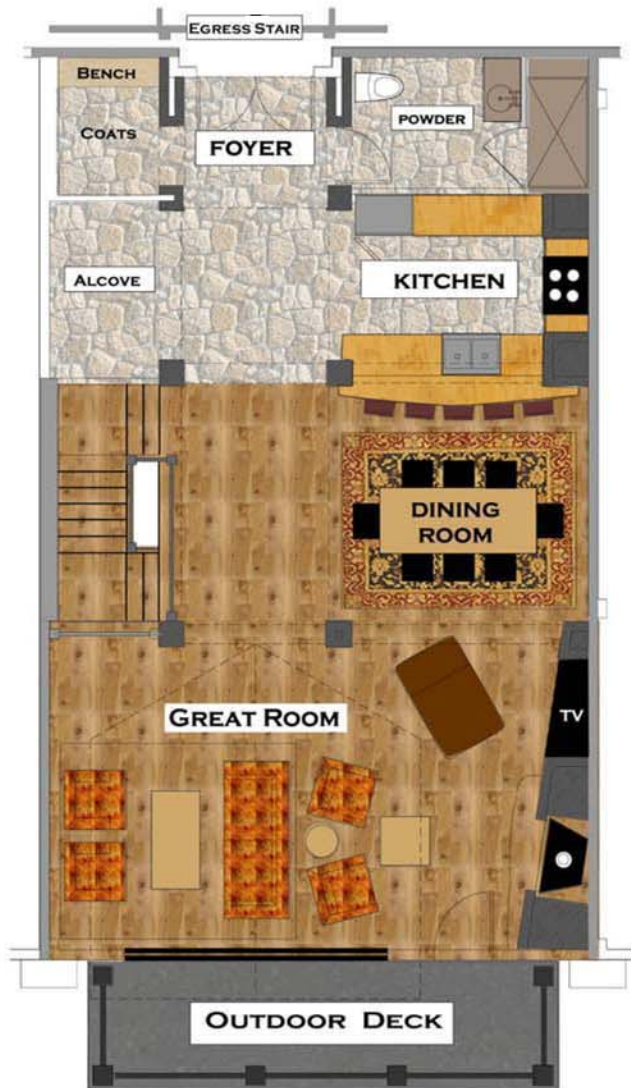 EGRESS STAIR
BENCH
COATS
FOYER
POWDER
ALCOVE
KITCHEN
DINING
ROOM
GREAT ROOM
TV
OUTDOOR DECK